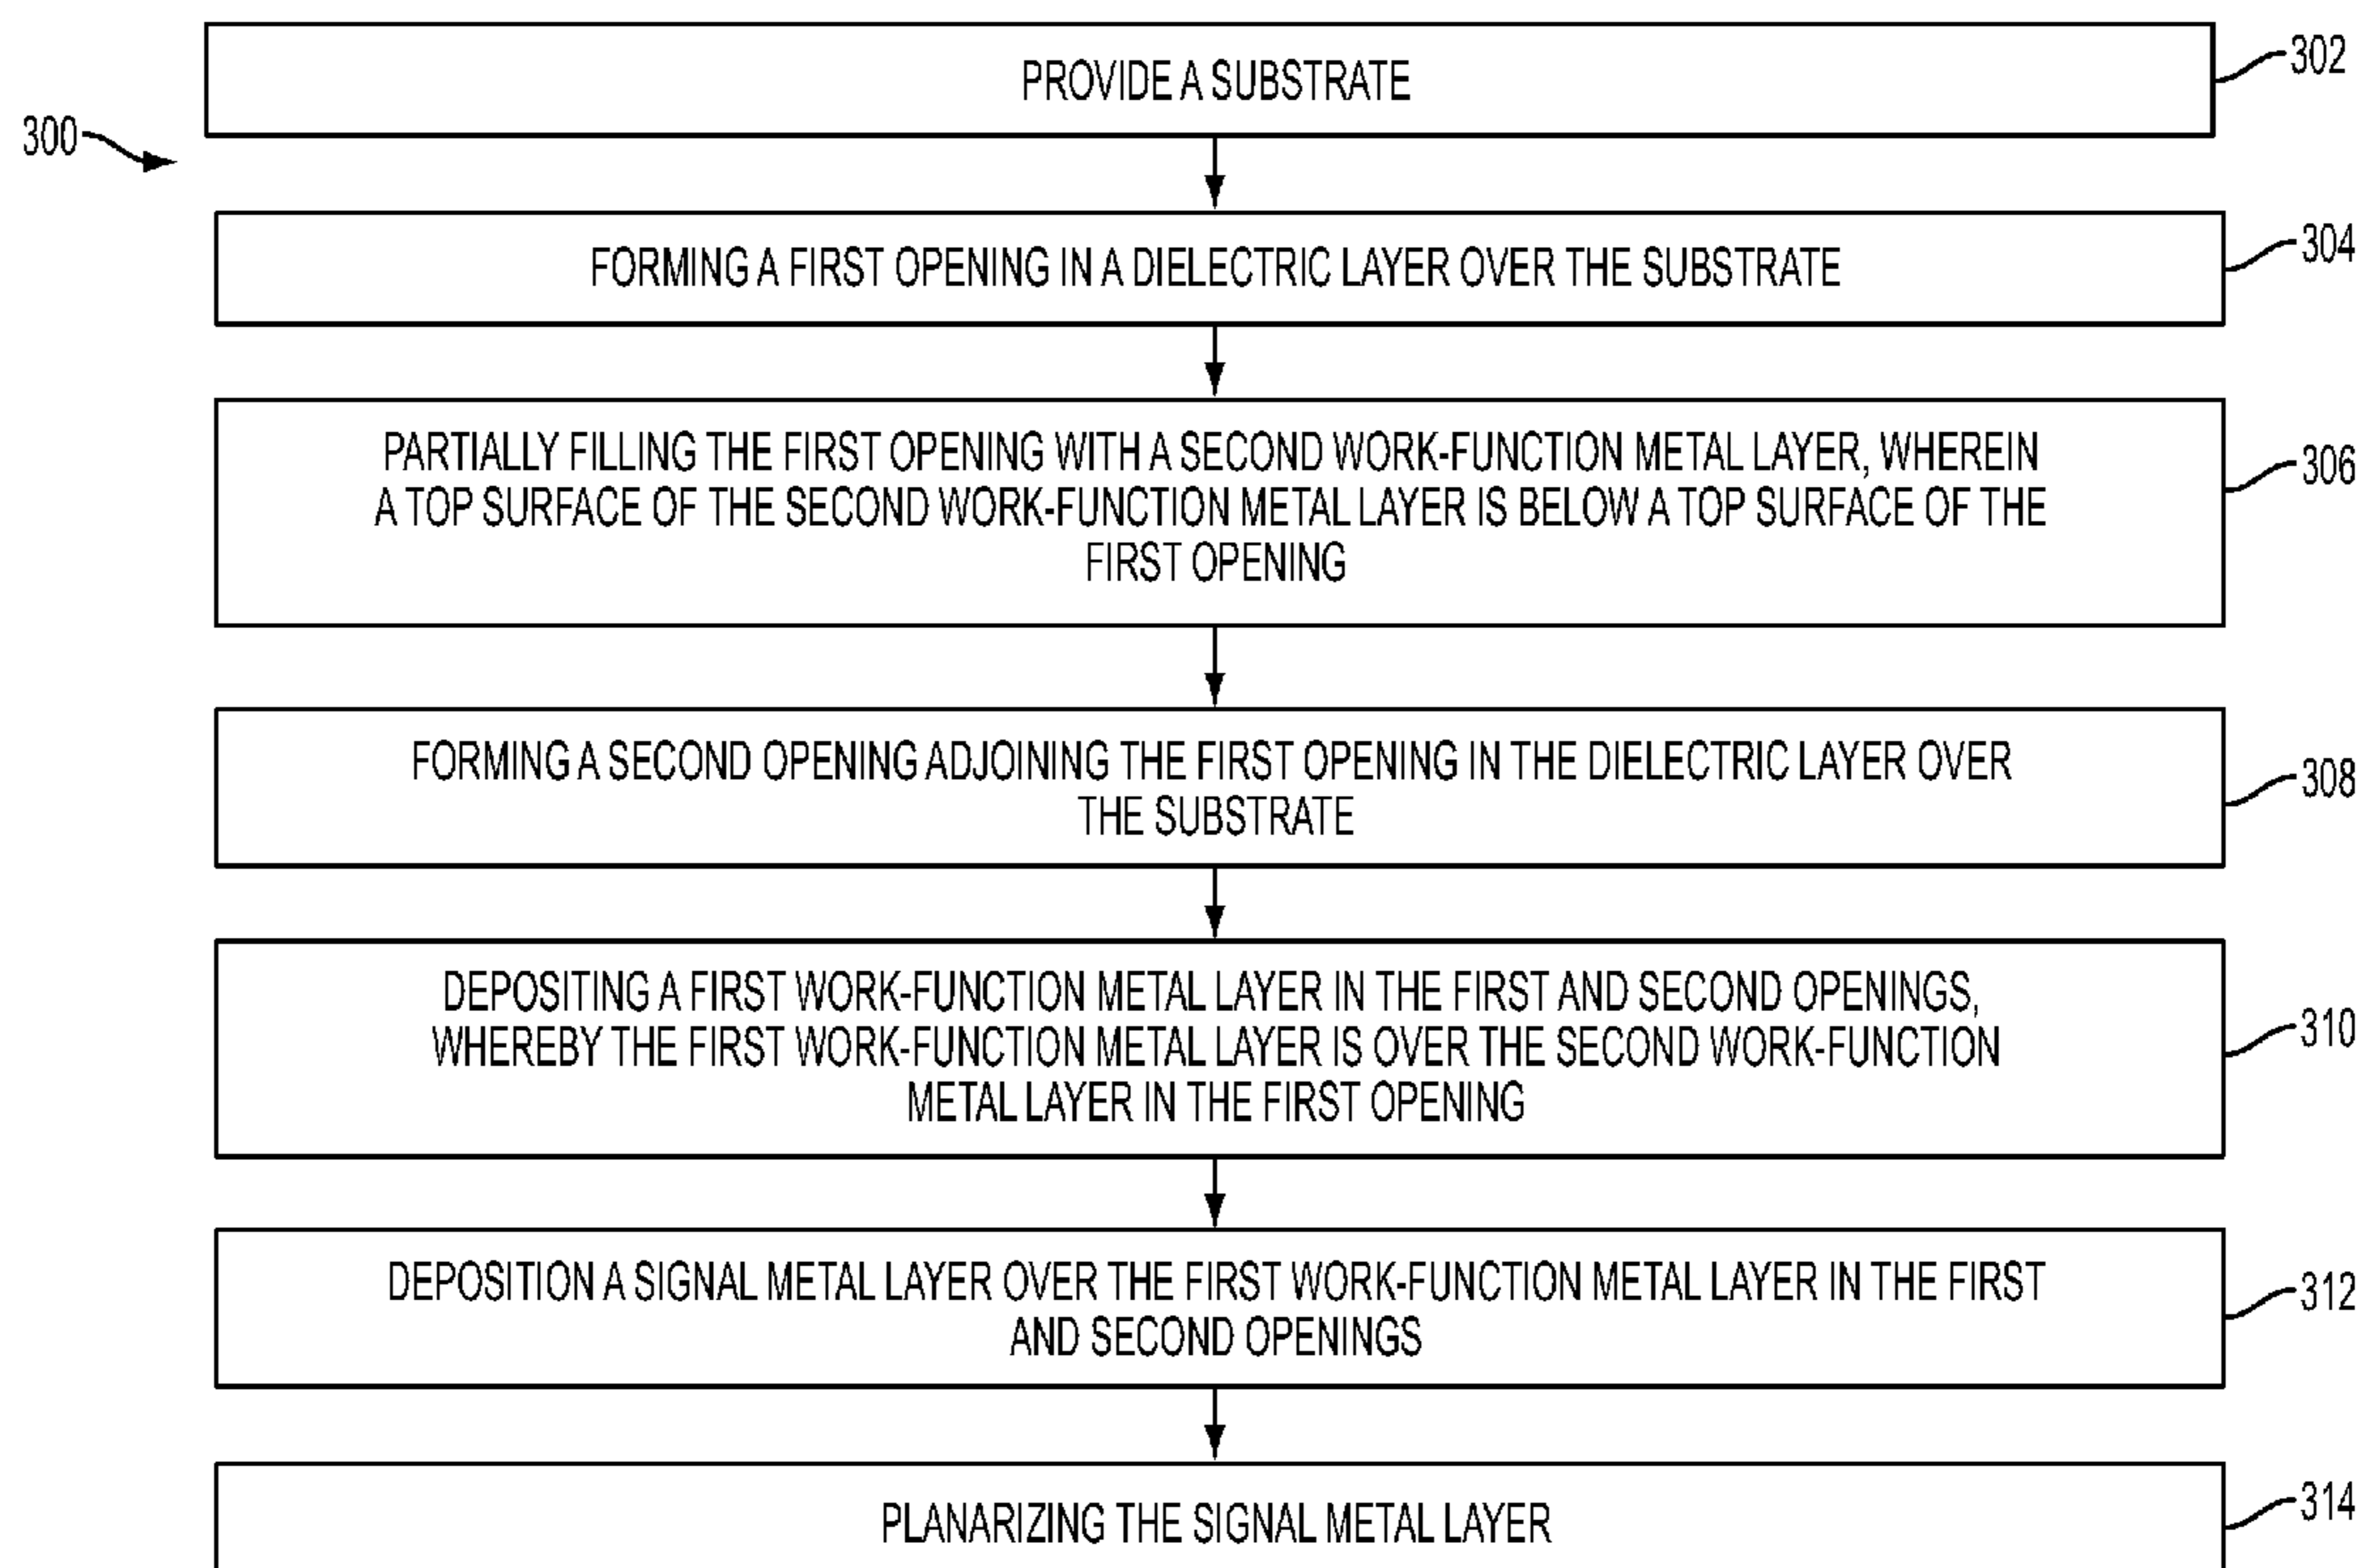 PROVIDE A SUBSTRATE
302
300
FORMING A FIRST OPENING IN A DIELECTRIC LAYER OVER THE SUBSTRATE
304
PARTIALLY FILLING THE FIRST OPENING WITH A SECOND WORK-FUNCTION METAL LAYER, WHEREIN
A TOP SURFACE OF THE SECOND WORK-FUNCTION METAL LAYER IS BELOW A TOP SURFACE OF THE
FIRST OPENING
306
FORMING A SECOND OPENING ADJOINING THE FIRST OPENING IN THE DIELECTRIC LAYER OVER
THE SUBSTRATE
308
DEPOSITING A FIRST WORK-FUNCTION METAL LAYER IN THE FIRST AND SECOND OPENINGS,
WHEREBY THE FIRST WORK-FUNCTION METAL LAYER IS OVER THE SECOND WORK-FUNCTION
METAL LAYER IN THE FIRST OPENING
310
DEPOSITION A SIGNAL METAL LAYER OVER THE FIRST WORK-FUNCTION METAL LAYER IN THE FIRST
AND SECOND OPENINGS
312
PLANARIZING THE SIGNAL METAL LAYER
314